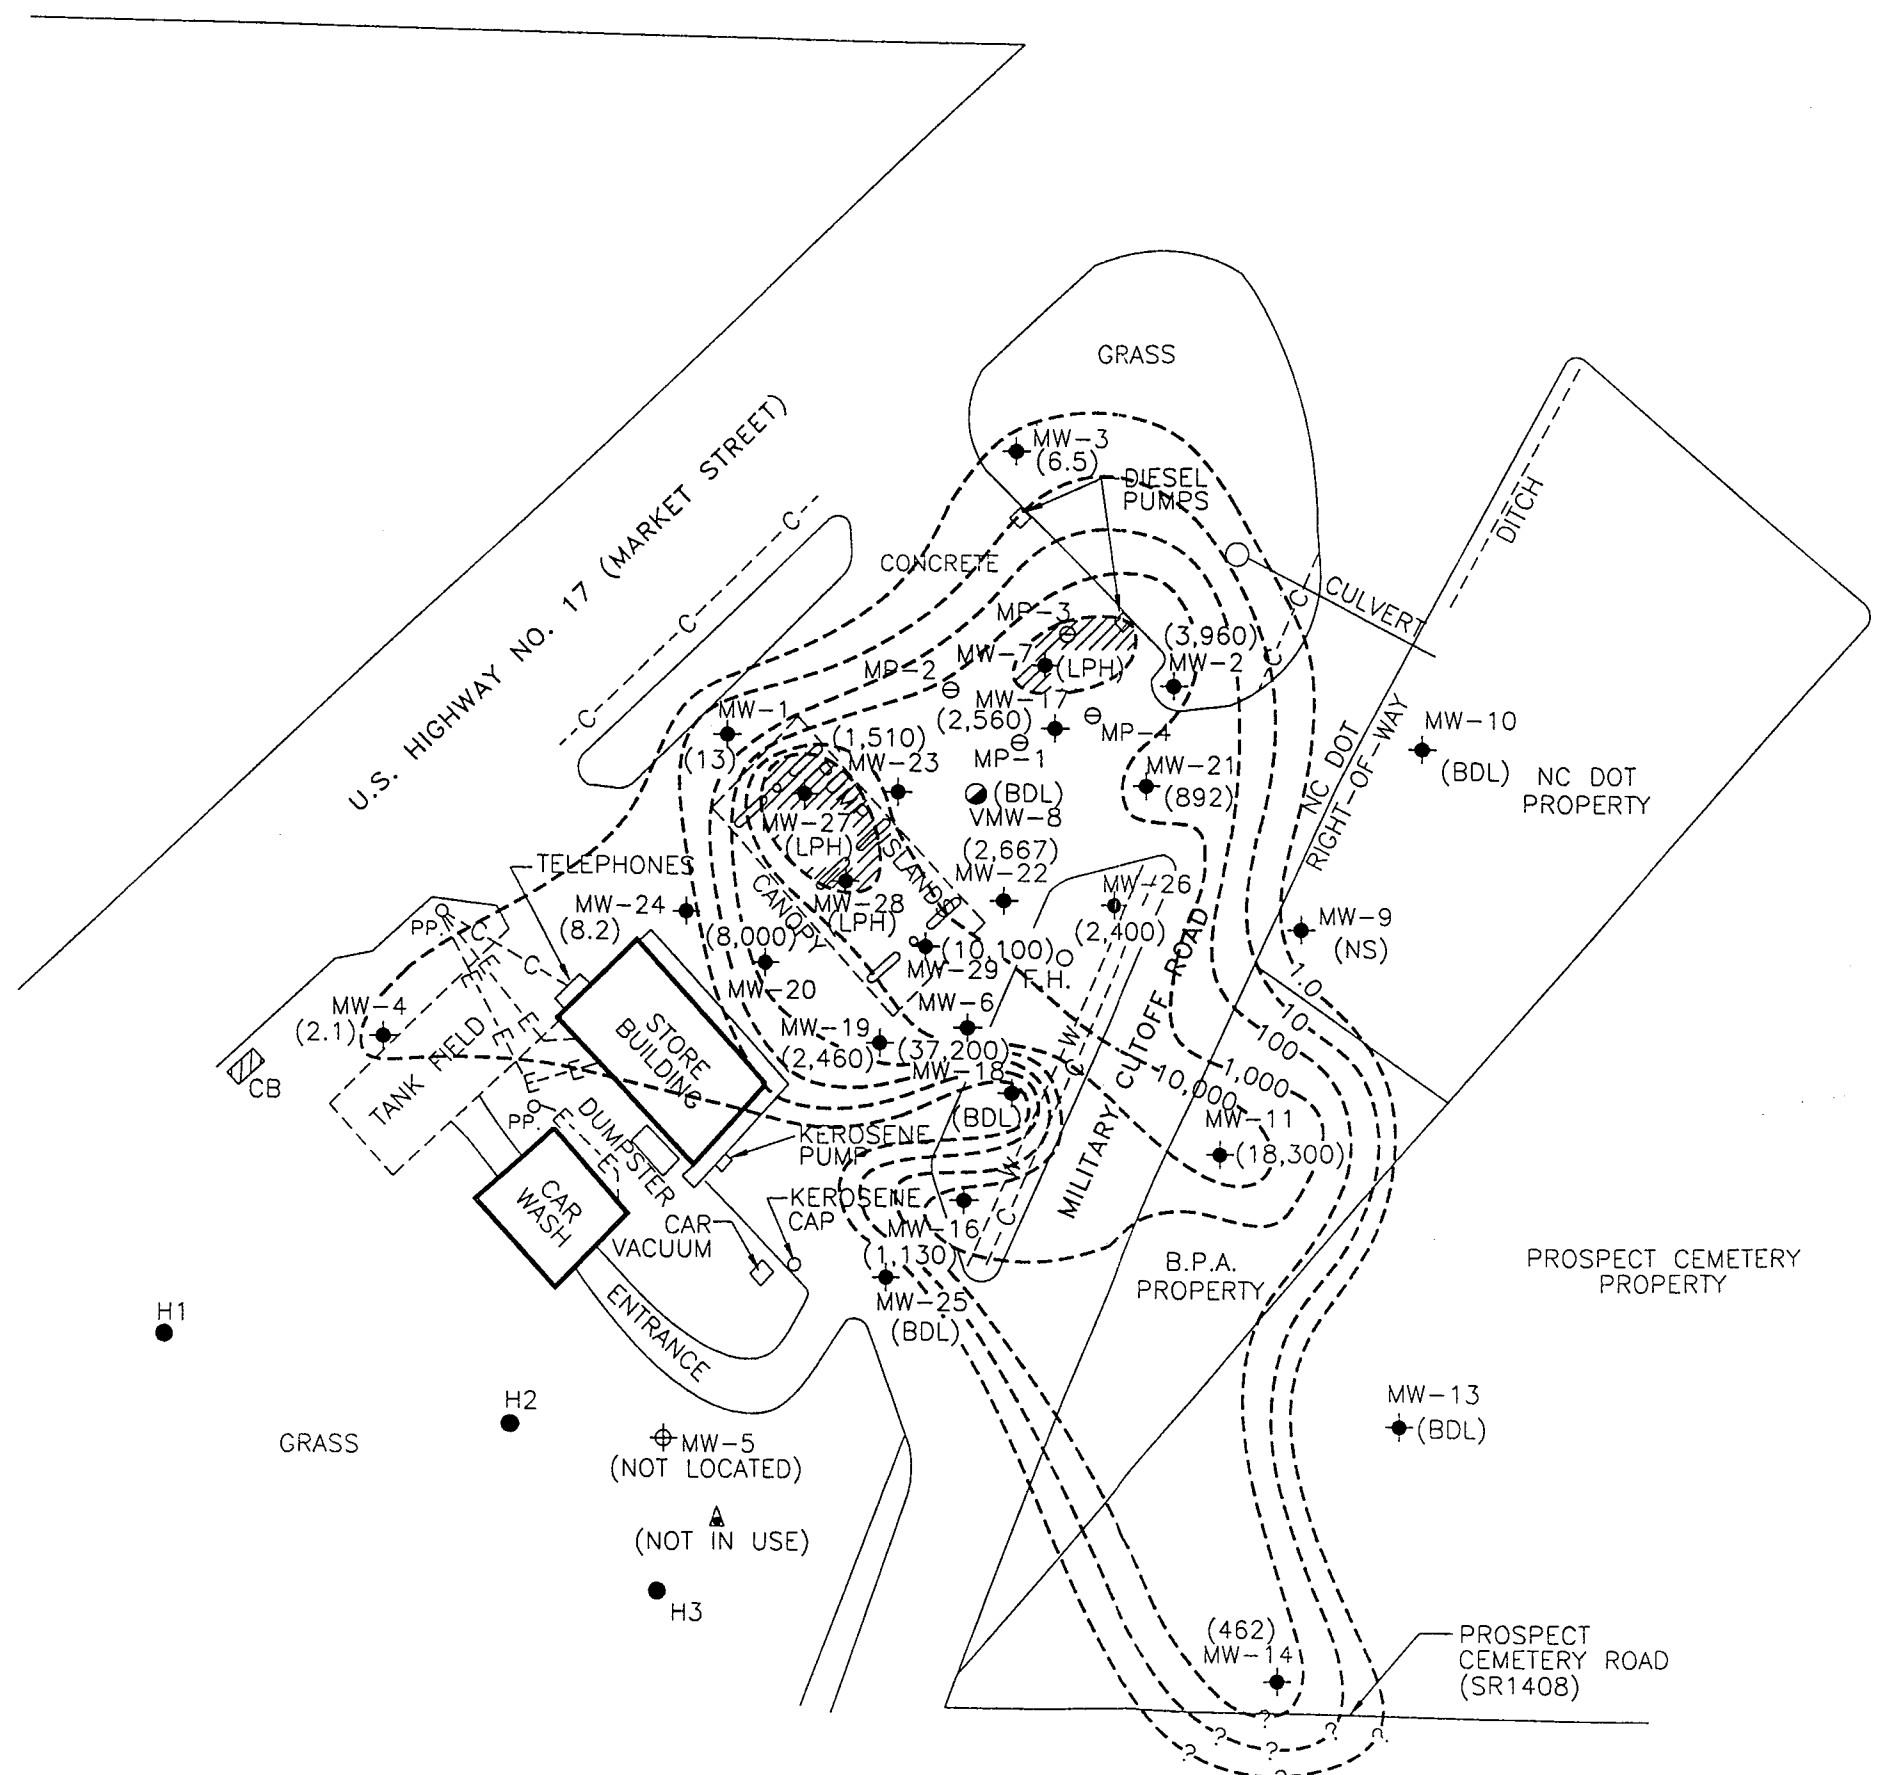 GRASS
MW-3
(6.5)
DIESEL
PUMPS
U.S. HIGHWAY NO. 17 (MARKET STREET)
C
C
C
CONCRETE
DITCH
CULVERT
C
C
MP-3
(3,960)
MW-2
MW-7
(LPH)
MP-2
MW-17
(2,560)
MP-4
MP-1
MW-1
(13)
(1,510)
MW-23
MW-21
(892)
(BDL)
VMW-8
NC DOT
RIGHT-OF-WAY
MW-10
(BDL)
NC DOT
PROPERTY
MW-27
(LPH)
PUMP ISLANDS
CANOPY
(2,667)
MW-22
TELEPHONES
MW-24
(8.2)
MW-28
(LPH)
MW-26
(2,400)
MW-9
(NS)
PP.
C
C
E
E
E
E
(8,000)
MW-20
(10,100)
MW-29
F.H.
MW-4
(2.1)
TANK FIELD
STORE
BUILDING
MW-6
MW-19
(2,460)
(37,200)
MW-18
(BDL)
W
C
MILITARY CUTOFF ROAD
1.0
10
100
1,000
10,000
MW-11
(18,300)
CB
E
E
E
E
E
PP.
DUMPSTER
KEROSENE
PUMP
CAR
WASH
KEROSENE
CAP
CAR
VACUUM
MW-16
(1,130)
W
C
B.P.A.
PROPERTY
PROSPECT CEMETERY
PROPERTY
MW-25
(BDL)
ENTRANCE
H1
H2
GRASS
MW-5
(NOT LOCATED)
(NOT IN USE)
H3
MW-13
(BDL)
(462)
MW-14
PROSPECT
CEMETERY ROAD
(SR1408)
?
?
?
?
?
?
?